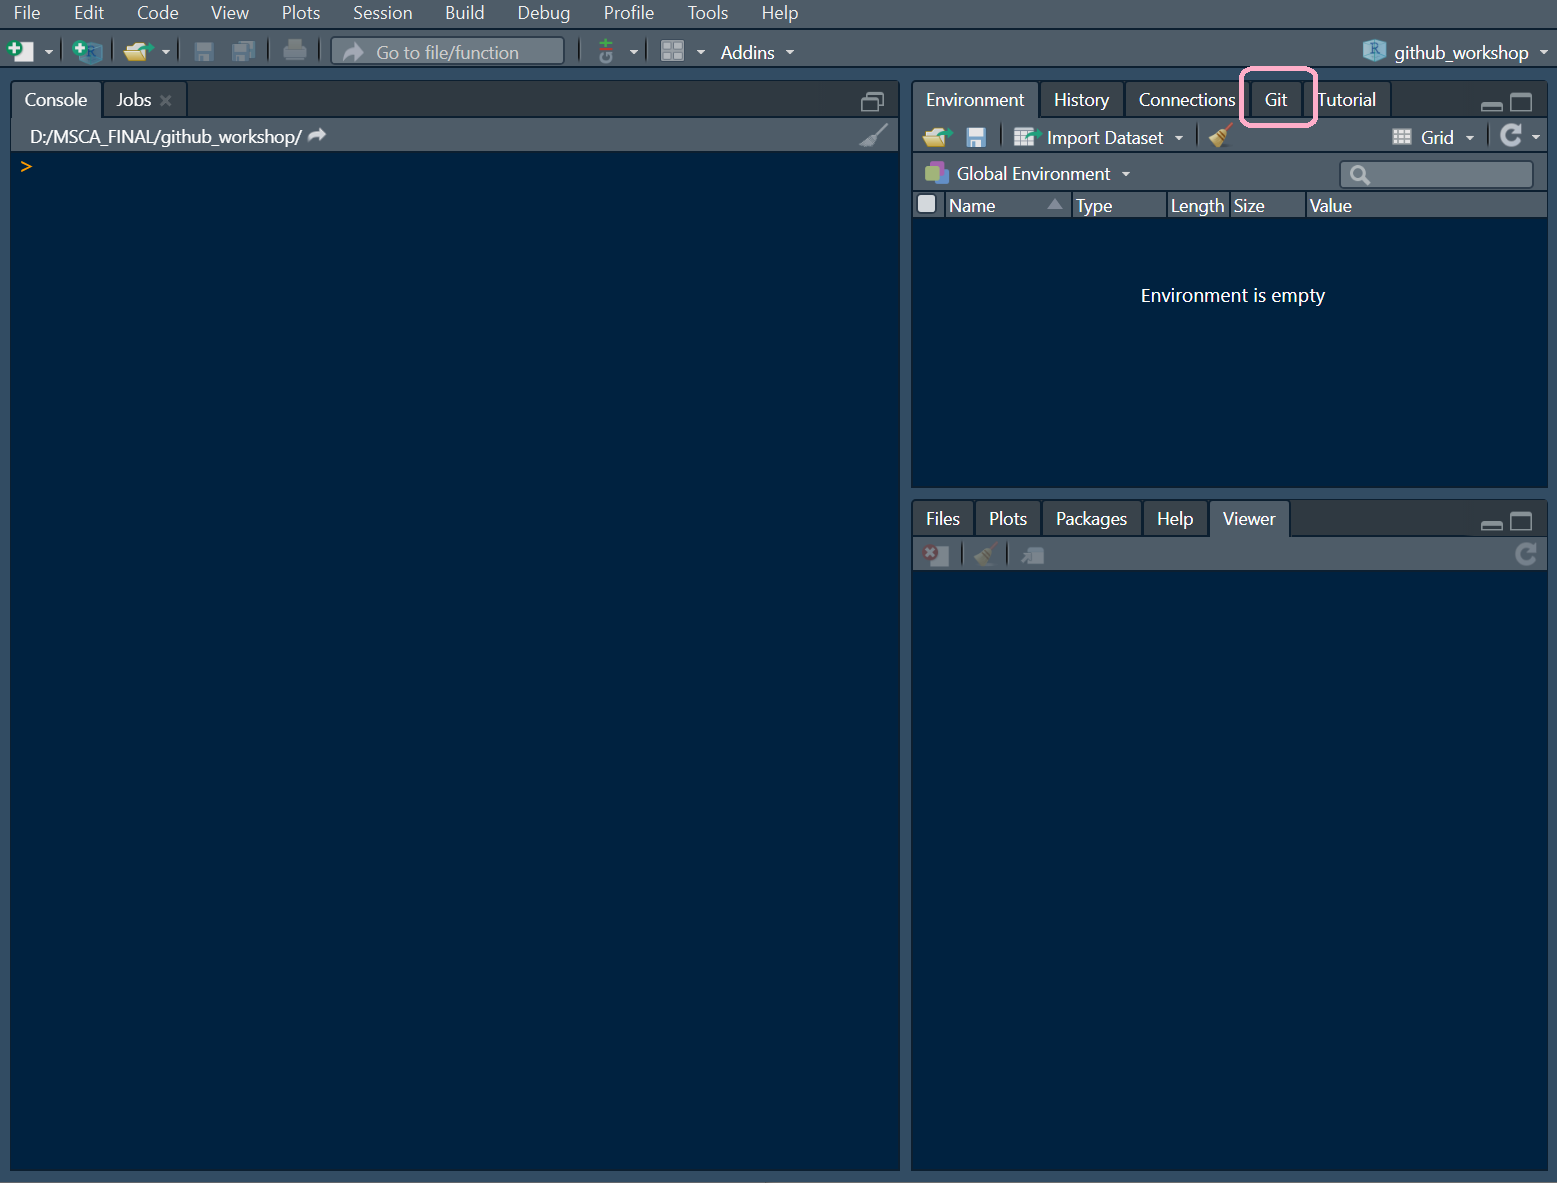 File Edit Code View Plots Session Build Debug Profile Tools Help
Go to file/function Addins github_workshop
Console Jobs
D:/MSCA_FINAL/github_workshop/
>
Environment History Connections Git Tutorial
Import Dataset Grid
Global Environment
Name Type Length Size Value
Environment is empty
Files Plots Packages Help Viewer